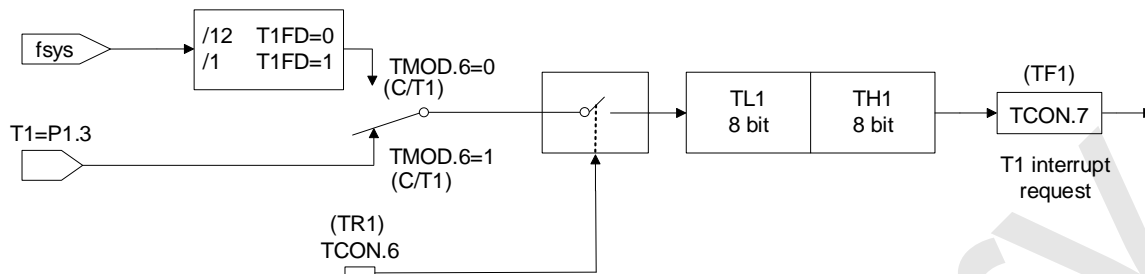 fsys
/12 T1FD=0
/1 T1FD=1
TMOD.6=0
(C/T1)
T1=P1.3
TMOD.6=1
(C/T1)
(TR1)
TCON.6
TL1
8 bit
TH1
8 bit
(TF1)
TCON.7
T1 interrupt
request